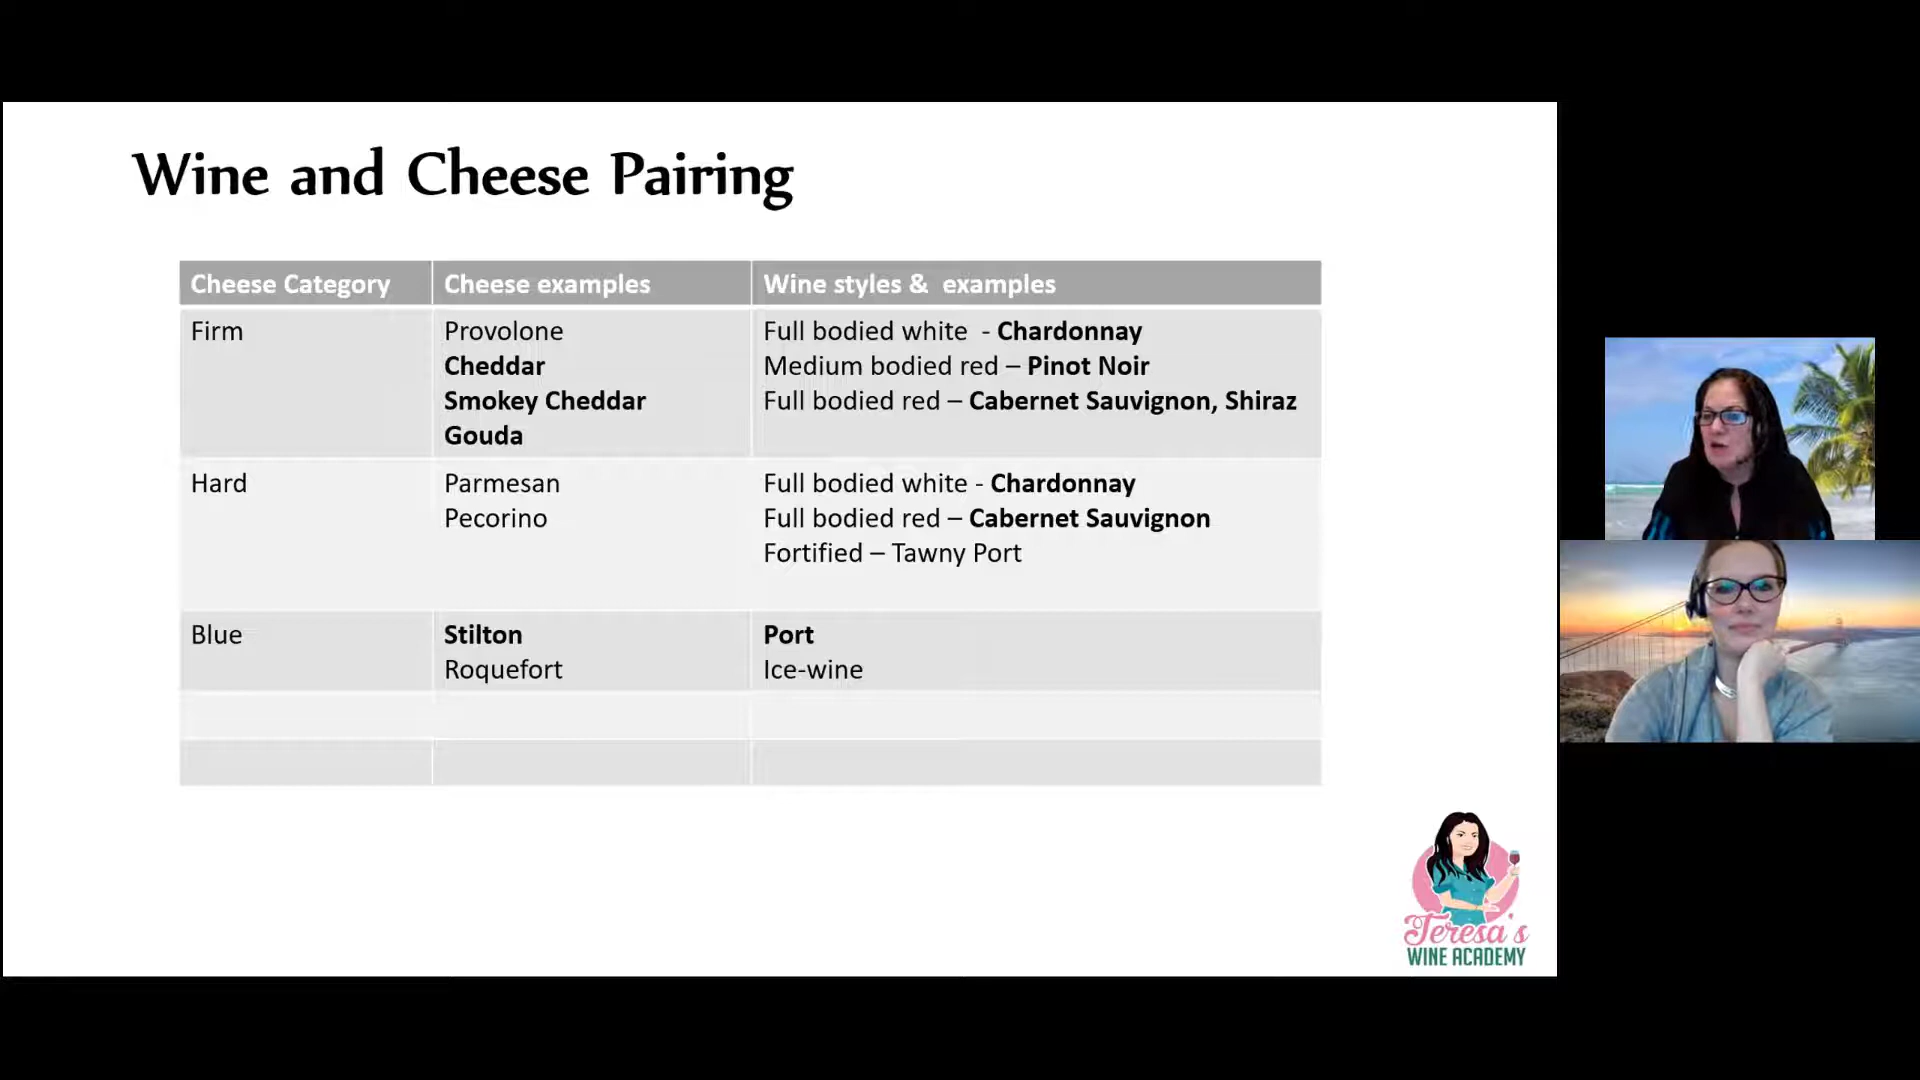 Wine and Cheese Pairing
Cheese Category Cheese examples Wine styles & examples
Firm Provolone Full bodied white - Chardonnay
Cheddar Medium bodied red – Pinot Noir
Smokey Cheddar Full bodied red – Cabernet Sauvignon, Shiraz
Gouda
Hard Parmesan Full bodied white - Chardonnay
Pecorino Full bodied red – Cabernet Sauvignon
Fortified – Tawny Port
Blue Stilton Port
Roquefort Ice-wine
Teresa's
WINE ACADEMY